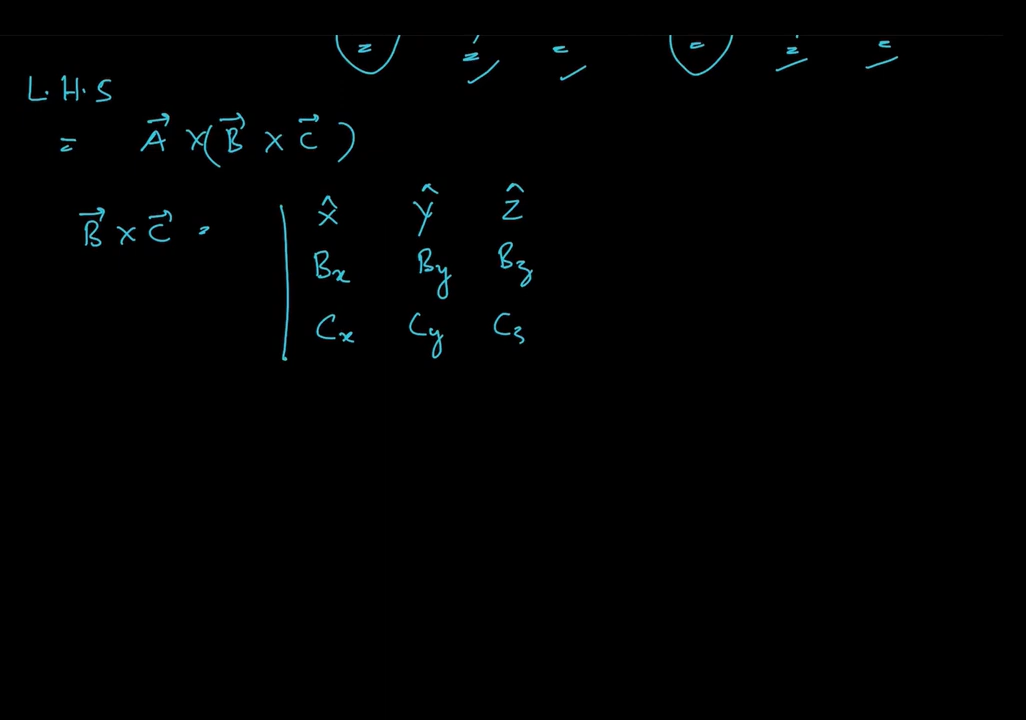 L.H.S
= A⃗ ×(B⃗ × C⃗ )
B⃗ × C⃗ = | x̂ ŷ ẑ
Bx By Bz
Cx Cy Cz